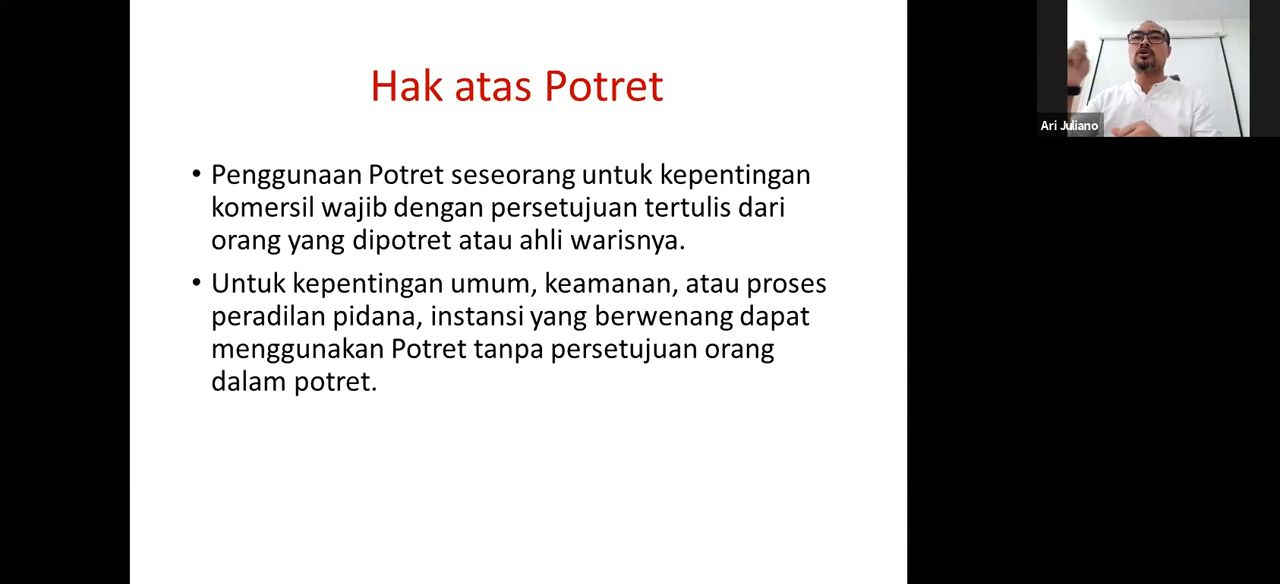 Hak atas Potret
• Penggunaan Potret seseorang untuk kepentingan
komersil wajib dengan persetujuan tertulis dari
orang yang dipotret atau ahli warisnya.
• Untuk kepentingan umum, keamanan, atau proses
peradilan pidana, instansi yang berwenang dapat
menggunakan Potret tanpa persetujuan orang
dalam potret.
Ari Juliano